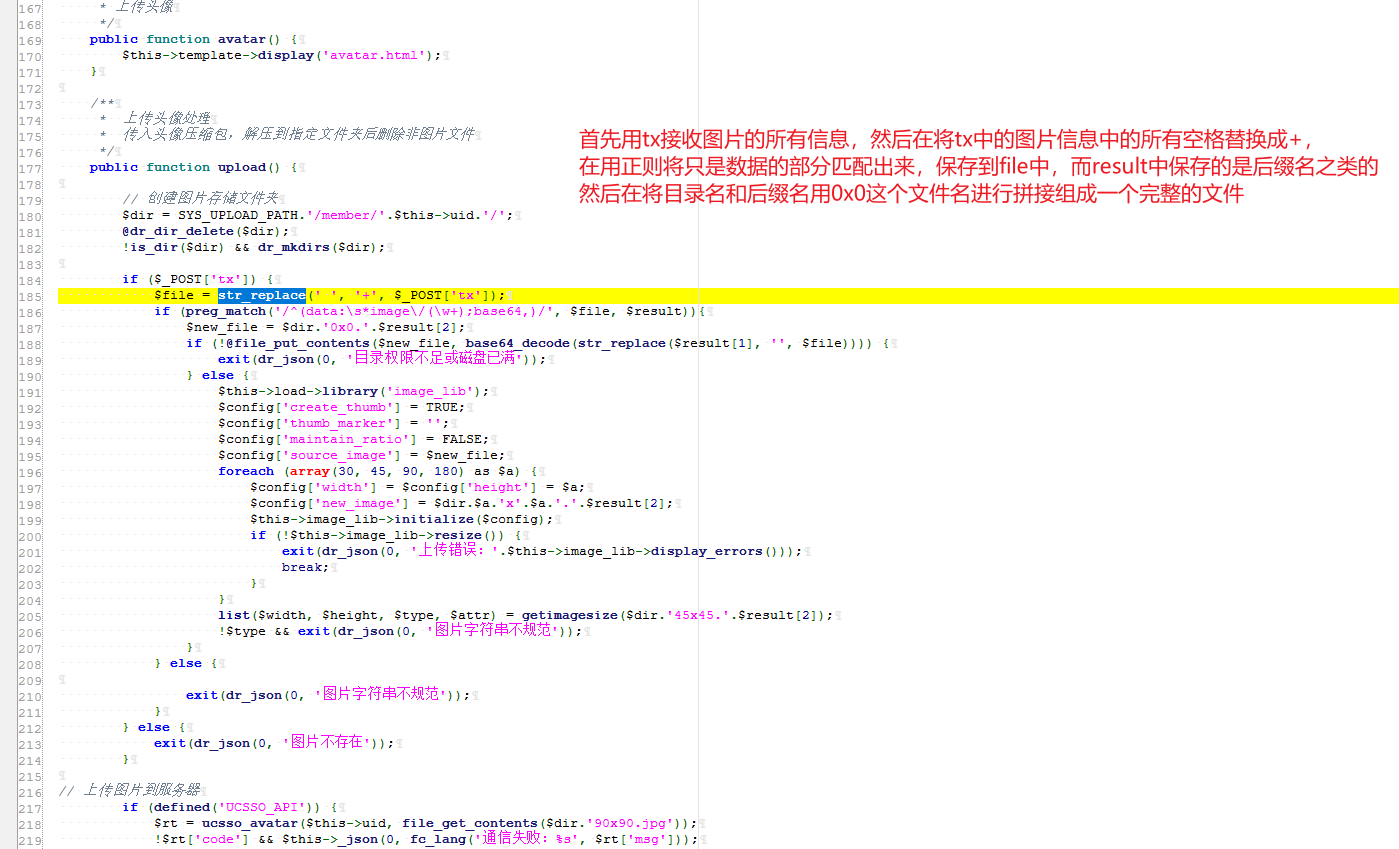 167 * 上传头像
168 */
169 public function avatar() {
170 $this->template->display('avatar.html');
171 }
172
173 /**
174 * 上传头像处理
175 * 传入头像压缩包，解压到指定文件夹后删除非图片文件
176 */
177 public function upload() {
178
179 // 创建图片存储文件夹
180 $dir = SYS_UPLOAD_PATH.'/member/'.$this->uid.'/';
181 @dr_dir_delete($dir);
182 !is_dir($dir) && dr_mkdirs($dir);
183
184 if ($_POST['tx']) {
185 $file = str_replace(' ', '+', $_POST['tx']);
186 if (preg_match('/^(data:\s*image\/(\w+);base64,)/', $file, $result)){
187 $new_file = $dir.'0x0.'.$result[2];
188 if (!@file_put_contents($new_file, base64_decode(str_replace($result[1], '', $file)))) {
189 exit(dr_json(0, '目录权限不足或磁盘已满'));
190 } else {
191 $this->load->library('image_lib');
192 $config['create_thumb'] = TRUE;
193 $config['thumb_marker'] = '';
194 $config['maintain_ratio'] = FALSE;
195 $config['source_image'] = $new_file;
196 foreach (array(30, 45, 90, 180) as $a) {
197 $config['width'] = $config['height'] = $a;
198 $config['new_image'] = $dir.$a.'x'.$a.'.'.$result[2];
199 $this->image_lib->initialize($config);
200 if (!$this->image_lib->resize()) {
201 exit(dr_json(0, '上传错误：'.$this->image_lib->display_errors()));
202 break;
203 }
204 }
205 list($width, $height, $type, $attr) = getimagesize($dir.'45x45.'.$result[2]);
206 !$type && exit(dr_json(0, '图片字符串不规范'));
207 }
208 } else {
209
210 exit(dr_json(0, '图片字符串不规范'));
211 }
212 } else {
213 exit(dr_json(0, '图片不存在'));
214 }
215
216 // 上传图片到服务器
217 if (defined('UCSSO_API')) {
218 $rt = ucsso_avatar($this->uid, file_get_contents($dir.'90x90.jpg'));
219 !$rt['code'] && $this->_json(0, fc_lang('通信失败：%s', $rt['msg']));
首先用tx接收图片的所有信息，然后在将tx中的图片信息中的所有空格替换成+，
在用正则将只是数据的部分匹配出来，保存到file中，而result中保存的是后缀名之类的
然后在将目录名和后缀名用0x0这个文件名进行拼接组成一个完整的文件